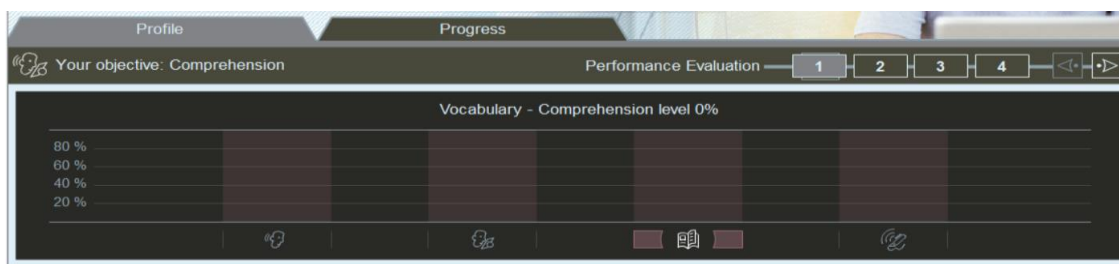 Profile Progress
Your objective: Comprehension Performance Evaluation 1 2 3 4
Vocabulary - Comprehension level 0%
80 %
60 %
40 %
20 %